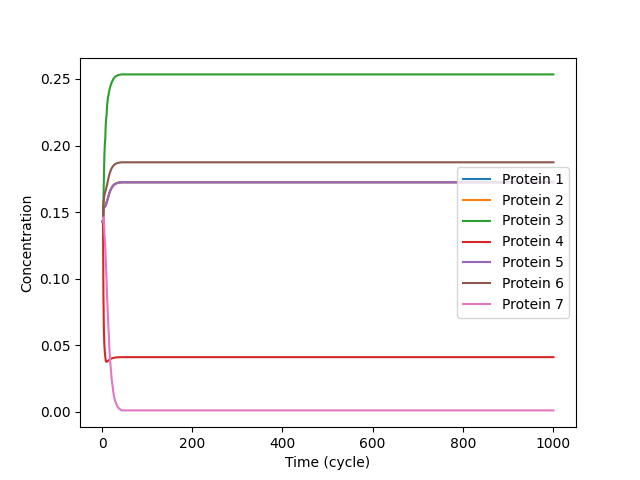 0.25
0.20
0.15
0.10
0.05
0.00
Concentration
Protein 1
Protein 2
Protein 3
Protein 4
Protein 5
Protein 6
Protein 7
0 200 400 600 800 1000
Time (cycle)